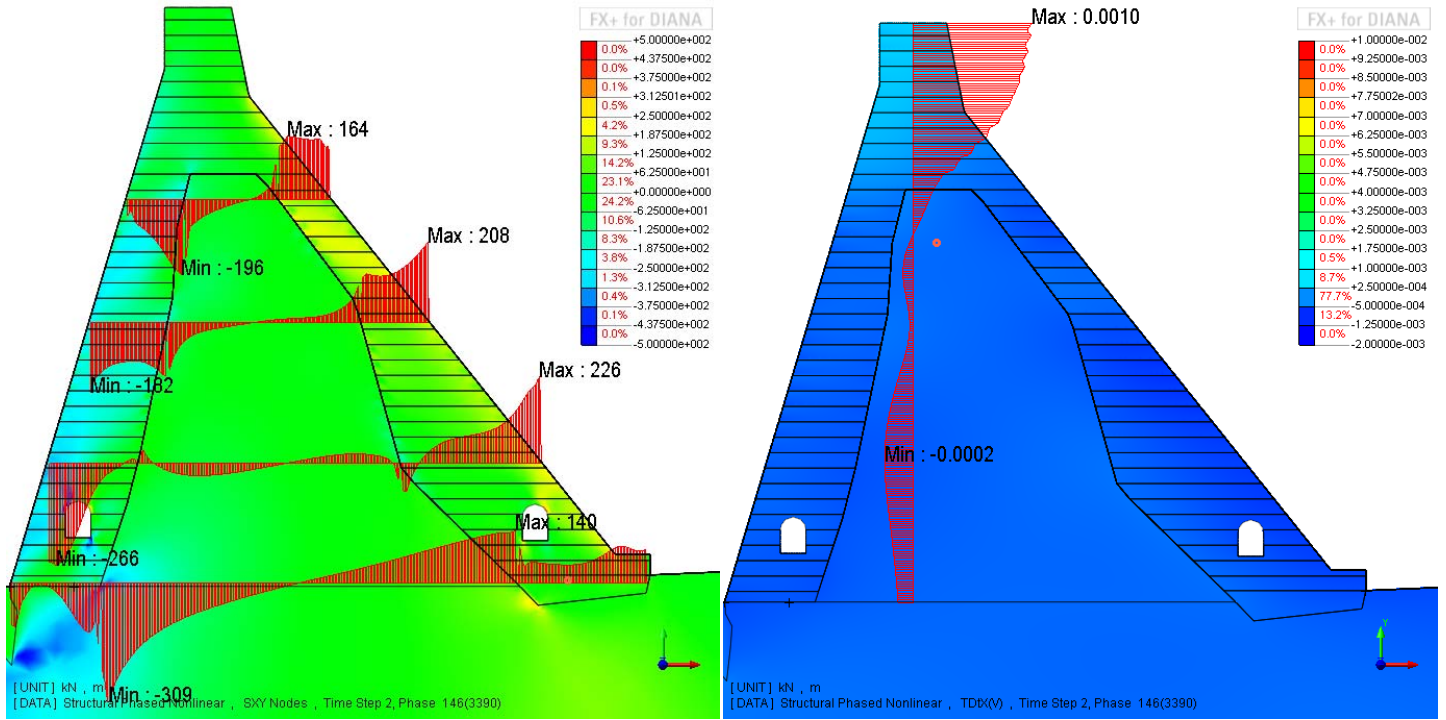 FX+ for DIANA
+5.00000e+002
0.0%
+4.37500e+002
0.0%
+3.75000e+002
0.1%
+3.12501e+002
0.5%
+2.50000e+002
4.2%
+1.87500e+002
9.3%
+1.25000e+002
14.2%
+6.25001e+001
23.1%
+0.00000e+000
24.2%
-6.25000e+001
10.6%
-1.25000e+002
8.3%
-1.87500e+002
3.8%
-2.50000e+002
1.3%
-3.12500e+002
0.4%
-3.75000e+002
0.1%
-4.37500e+002
0.0%
-5.00000e+002
Max : 164
Min : -196
Max : 208
Min : -182
Max : 226
Max : 140
Min : -266
Min : -309
[UNIT] kN , m
[DATA] Structural Phased Nonlinear , SXY Nodes , Time Step 2, Phase 146(3390)
FX+ for DIANA
+1.00000e-002
0.0%
+9.25000e-003
0.0%
+8.50000e-003
0.0%
+7.75002e-003
0.0%
+7.00000e-003
0.0%
+6.25000e-003
0.0%
+5.50000e-003
0.0%
+4.75000e-003
0.0%
+4.00000e-003
0.0%
+3.25000e-003
0.0%
+2.50000e-003
0.0%
+1.75000e-003
0.5%
+1.00000e-003
8.7%
+2.50000e-004
77.7%
-5.00000e-004
13.2%
-1.25000e-003
0.0%
-2.00000e-003
Max : 0.0010
Min : -0.0002
Y
[UNIT] kN , m
[DATA] Structural Phased Nonlinear , TDtX(V) , Time Step 2, Phase 146(3390)